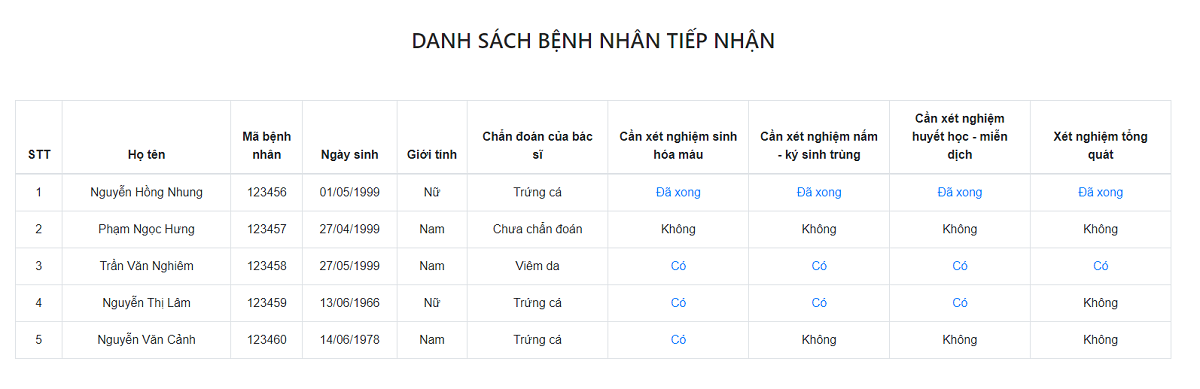 DANH SÁCH BỆNH NHÂN TIẾP NHẬN
STT Họ tên Mã bệnh nhân Ngày sinh Giới tính Chẩn đoán của bác sĩ Cần xét nghiệm sinh hóa máu Cần xét nghiệm nấm - ký sinh trùng Cần xét nghiệm huyết học - miễn dịch Xét nghiệm tổng quát
1 Nguyễn Hồng Nhung 123456 01/05/1999 Nữ Trứng cá Đã xong Đã xong Đã xong Đã xong
2 Phạm Ngọc Hưng 123457 27/04/1999 Nam Chưa chẩn đoán Không Không Không Không
3 Trần Văn Nghiêm 123458 27/05/1999 Nam Viêm da Có Có Có Có
4 Nguyễn Thị Lâm 123459 13/06/1966 Nữ Trứng cá Có Có Có Không
5 Nguyễn Văn Cảnh 123460 14/06/1978 Nam Trứng cá Có Không Không Không